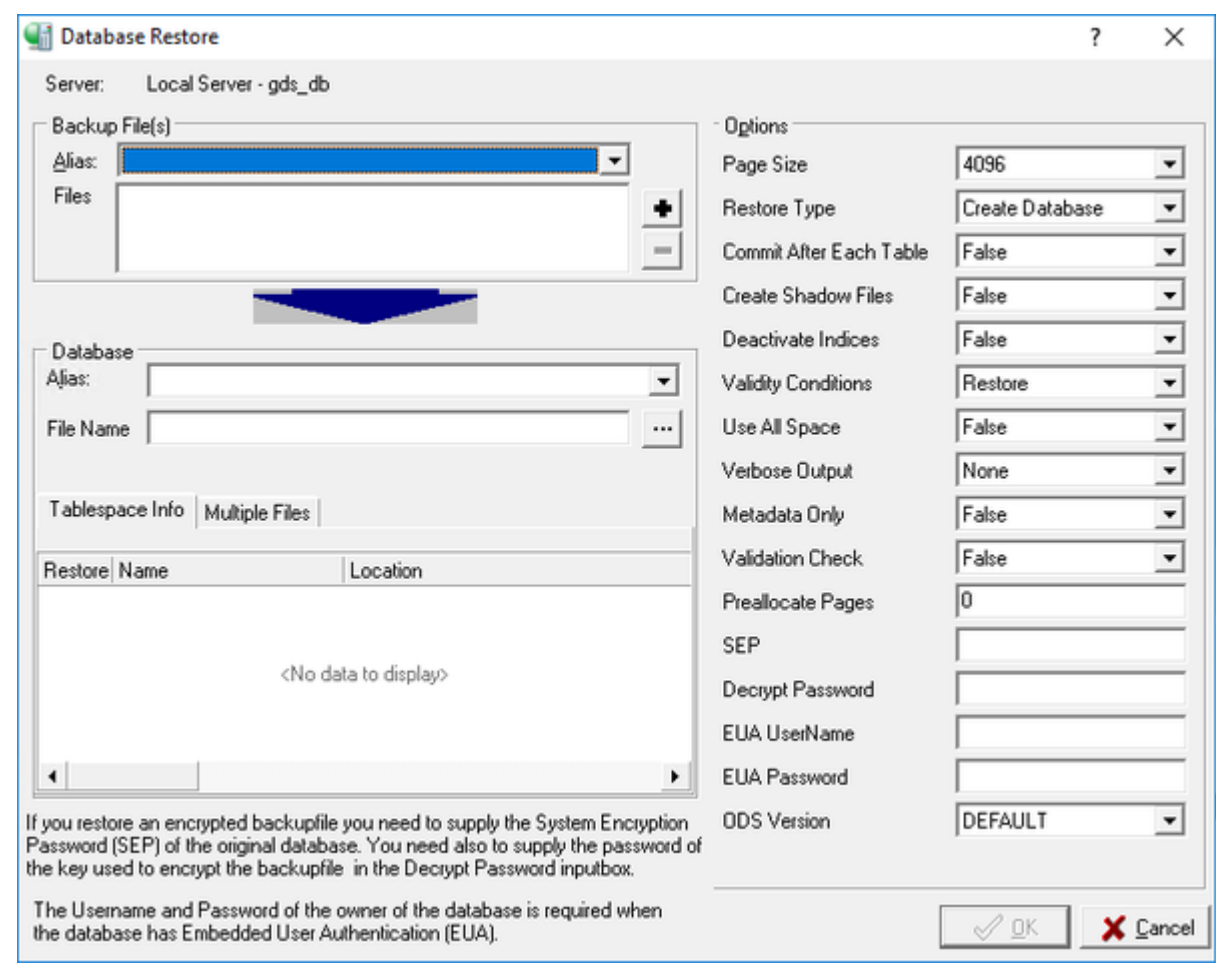 Database Restore
?
Server: Local Server - gds_db
Backup File(s)
Alias:
Files
Database
Alias:
File Name
...
Tablespace Info Multiple Files
Restore Name Location
<No data to display>
If you restore an encrypted backupfile you need to supply the System Encryption
Password (SEP) of the original database. You need also to supply the password of
the key used to encrypt the backupfile in the Decrypt Password inputbox.
The Username and Password of the owner of the database is required when
the database has Embedded User Authentication (EUA).
Options
Page Size 4096
Restore Type Create Database
Commit After Each Table False
Create Shadow Files False
Deactivate Indices False
Validity Conditions Restore
Use All Space False
Verbose Output None
Metadata Only False
Validation Check False
Preallocate Pages 0
SEP
Decrypt Password
EUA UserName
EUA Password
ODS Version DEFAULT
OK Cancel